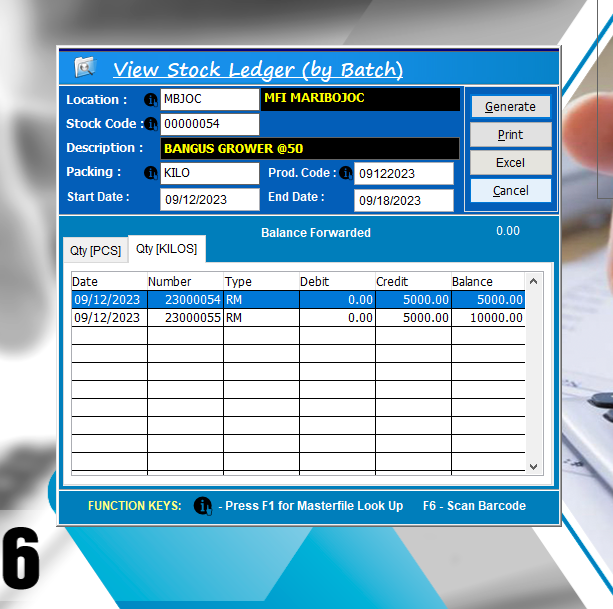 View Stock Ledger (by Batch)
Location : MBJOC MFI MARIBOJOC
Stock Code : 00000054
Description : BANGUS GROWER @50
Packing : KILO Prod. Code : 09122023
Start Date : 09/12/2023 End Date : 09/18/2023
Generate
Print
Excel
Cancel
Balance Forwarded 0.00
Qty [PCS] Qty [KILOS]
Date Number Type Debit Credit Balance
09/12/2023 23000054 RM 0.00 5000.00 5000.00
09/12/2023 23000055 RM 0.00 5000.00 10000.00
FUNCTION KEYS: - Press F1 for Masterfile Look Up F6 - Scan Barcode
6